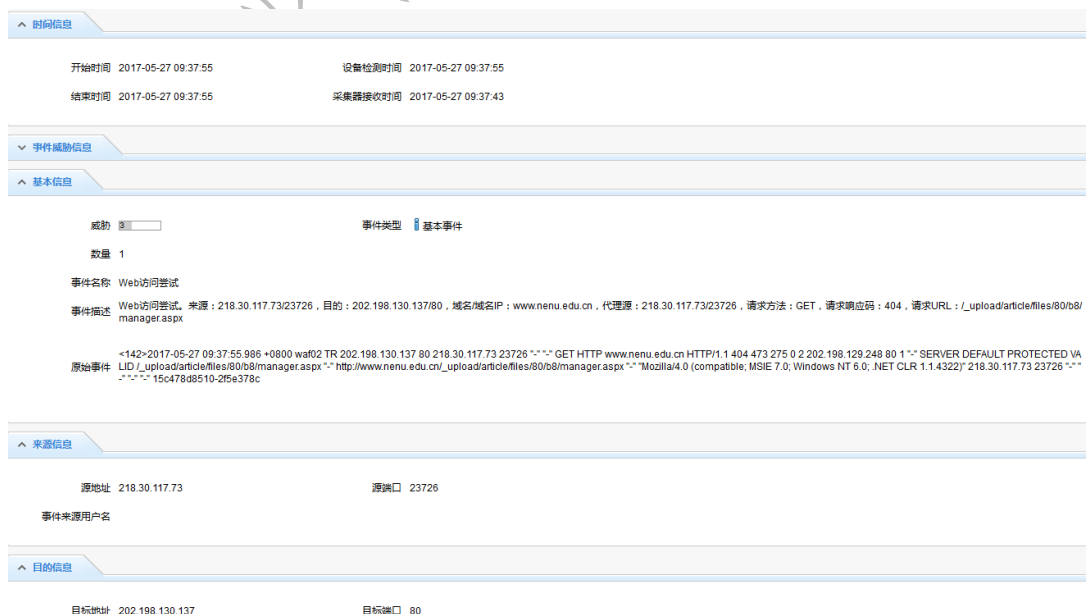 时间信息
开始时间 2017-05-27 09:37:55 设备检测时间 2017-05-27 09:37:55
结束时间 2017-05-27 09:37:55 采集器接收时间 2017-05-27 09:37:43
事件威胁信息
基本信息
威胁 3 事件类型 基本事件
数量 1
事件名称 Web访问尝试
事件描述 Web访问尝试。来源：218.30.117.73/23726，目的：202.198.130.137/80，域名/域名IP：www.nenu.edu.cn，代理源：218.30.117.73/23726，请求方法：GET，请求响应码：404，请求URL：/_upload/article/files/80/b8/
manager.aspx
<142>2017-05-27 09:37:55.986 +0800 waf02 TR 202.198.130.137 80 218.30.117.73 23726 "-" "-" GET HTTP www.nenu.edu.cn HTTP/1.1 404 473 275 0 2 202.198.129.248 80 1 "-" SERVER DEFAULT PROTECTED VA
原始事件 LID /_upload/article/files/80/b8/manager.aspx "-" http://www.nenu.edu.cn/_upload/article/files/80/b8/manager.aspx "-" "Mozilla/4.0 (compatible; MSIE 7.0; Windows NT 6.0; .NET CLR 1.1.4322)" 218.30.117.73 23726 "-" "
-" "-" "-" 15c478d8510-2f5e378c
来源信息
源地址 218.30.117.73 源端口 23726
事件来源用户名
目的信息
目标地址 202.198.130.137 目标端口 80